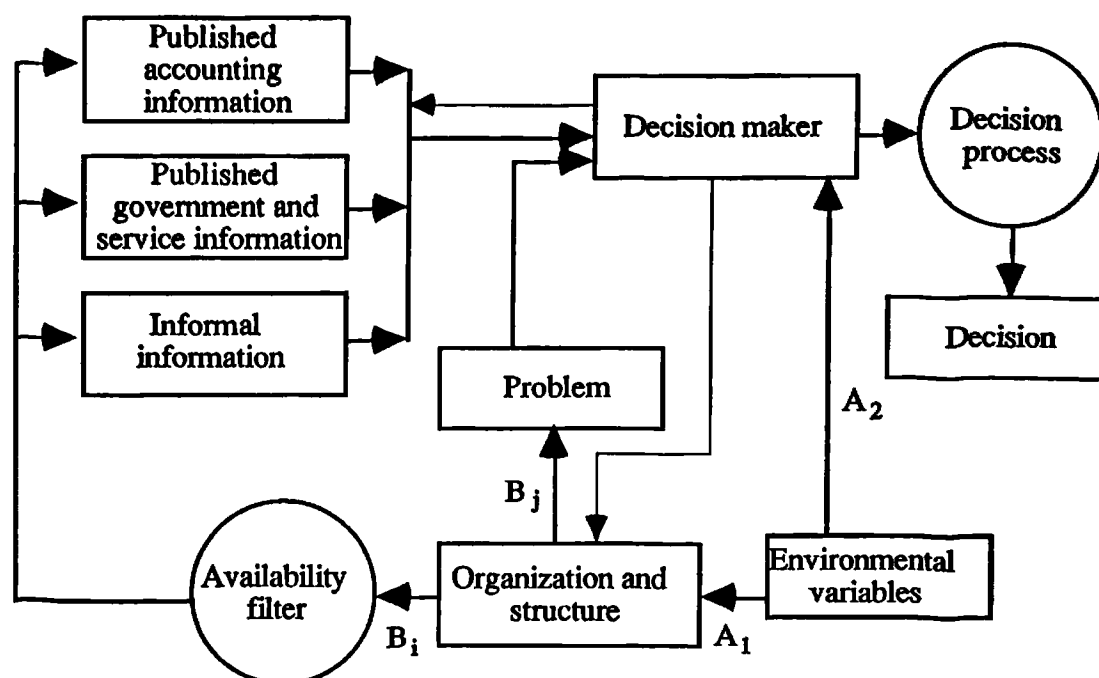 Published
accounting
information
Published
government and
service information
Informal
information
Decision maker
Decision
process
Decision
Problem
A2
Bj
Availability
filter
Organization and
structure
Environmental
variables
Bi
A1